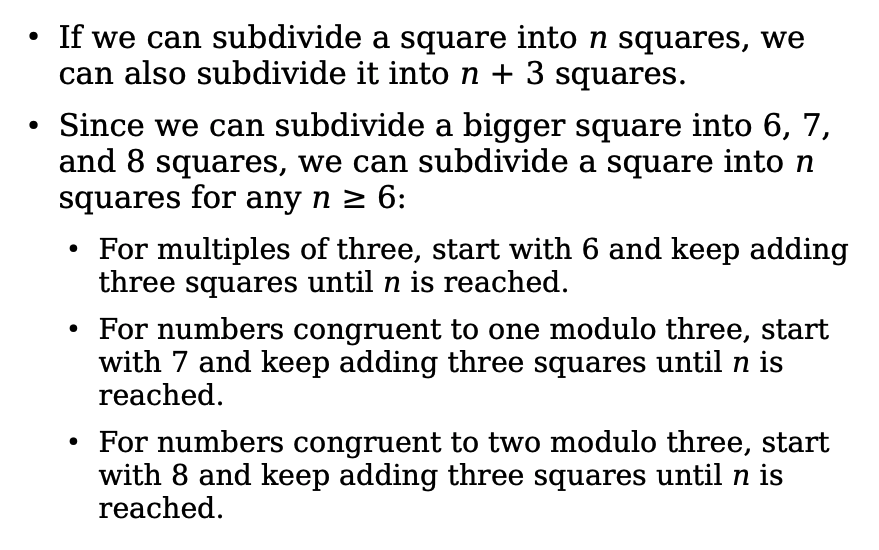 • If we can subdivide a square into n squares, we
can also subdivide it into n + 3 squares.
• Since we can subdivide a bigger square into 6, 7,
and 8 squares, we can subdivide a square into n
squares for any n ≥ 6:
• For multiples of three, start with 6 and keep adding
three squares until n is reached.
• For numbers congruent to one modulo three, start
with 7 and keep adding three squares until n is
reached.
• For numbers congruent to two modulo three, start
with 8 and keep adding three squares until n is
reached.